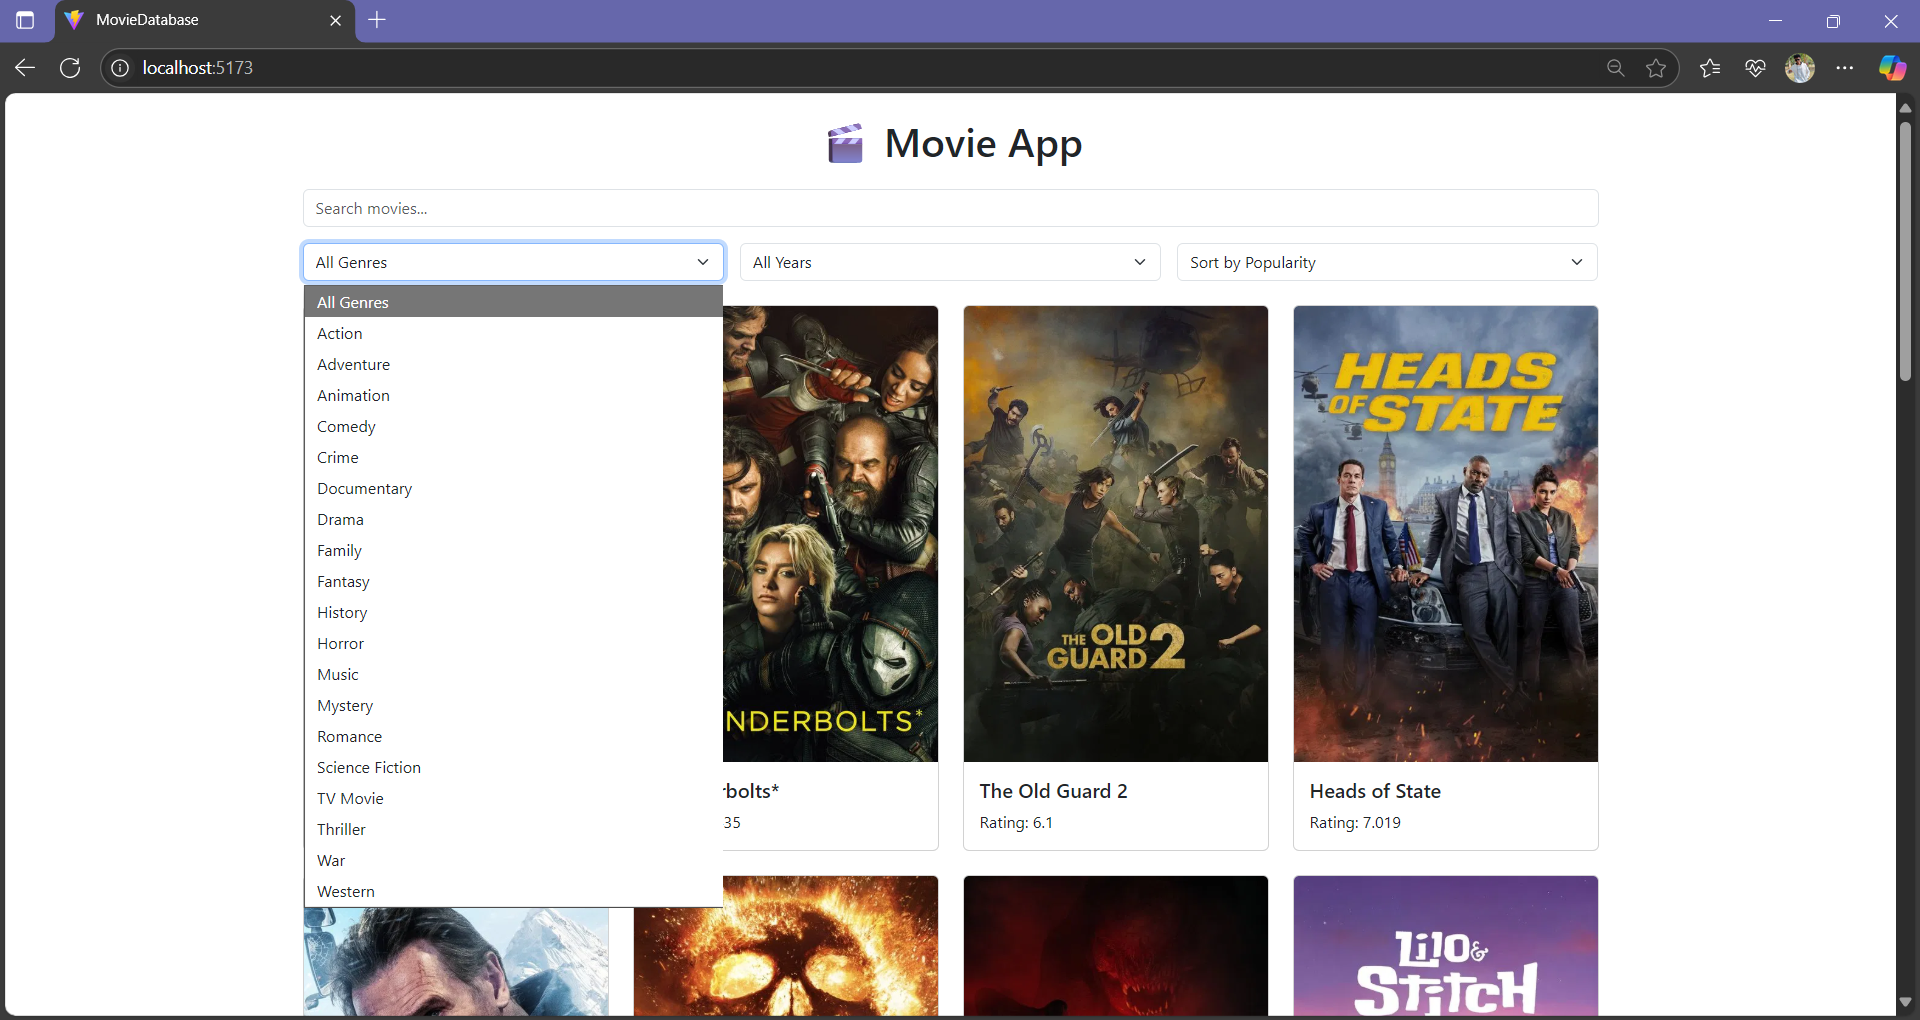 MovieDatabase
localhost:5173
Movie App
Search movies...
All Genres
All Years
Sort by Popularity
All Genres
Action
Adventure
Animation
Comedy
Crime
Documentary
Drama
Family
Fantasy
History
Horror
Music
Mystery
Romance
Science Fiction
TV Movie
Thriller
War
Western
NDERBOLTS*
THE OLD
GUARD 2
HEADS
OF STATE
rbolts*
35
The Old Guard 2
Rating: 6.1
Heads of State
Rating: 7.019
Lilo &
Stitch